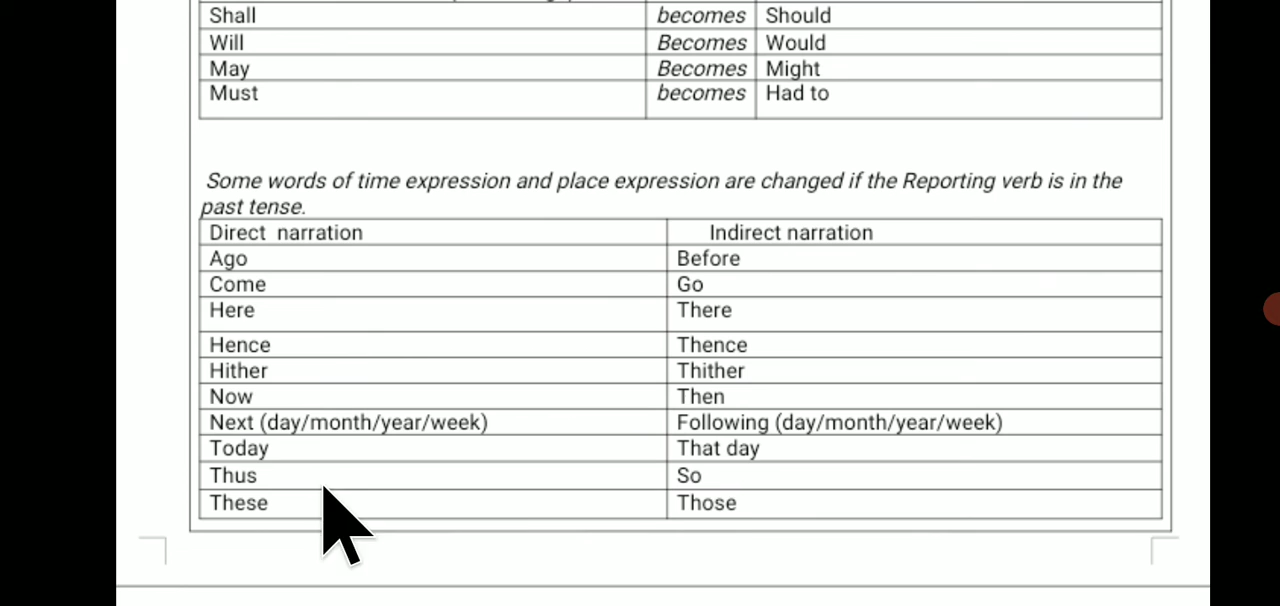 Shall becomes Should
Will Becomes Would
May Becomes Might
Must becomes Had to
Some words of time expression and place expression are changed if the Reporting verb is in the
past tense.
Direct narration Indirect narration
Ago Before
Come Go
Here There
Hence Thence
Hither Thither
Now Then
Next (day/month/year/week) Following (day/month/year/week)
Today That day
Thus So
These Those